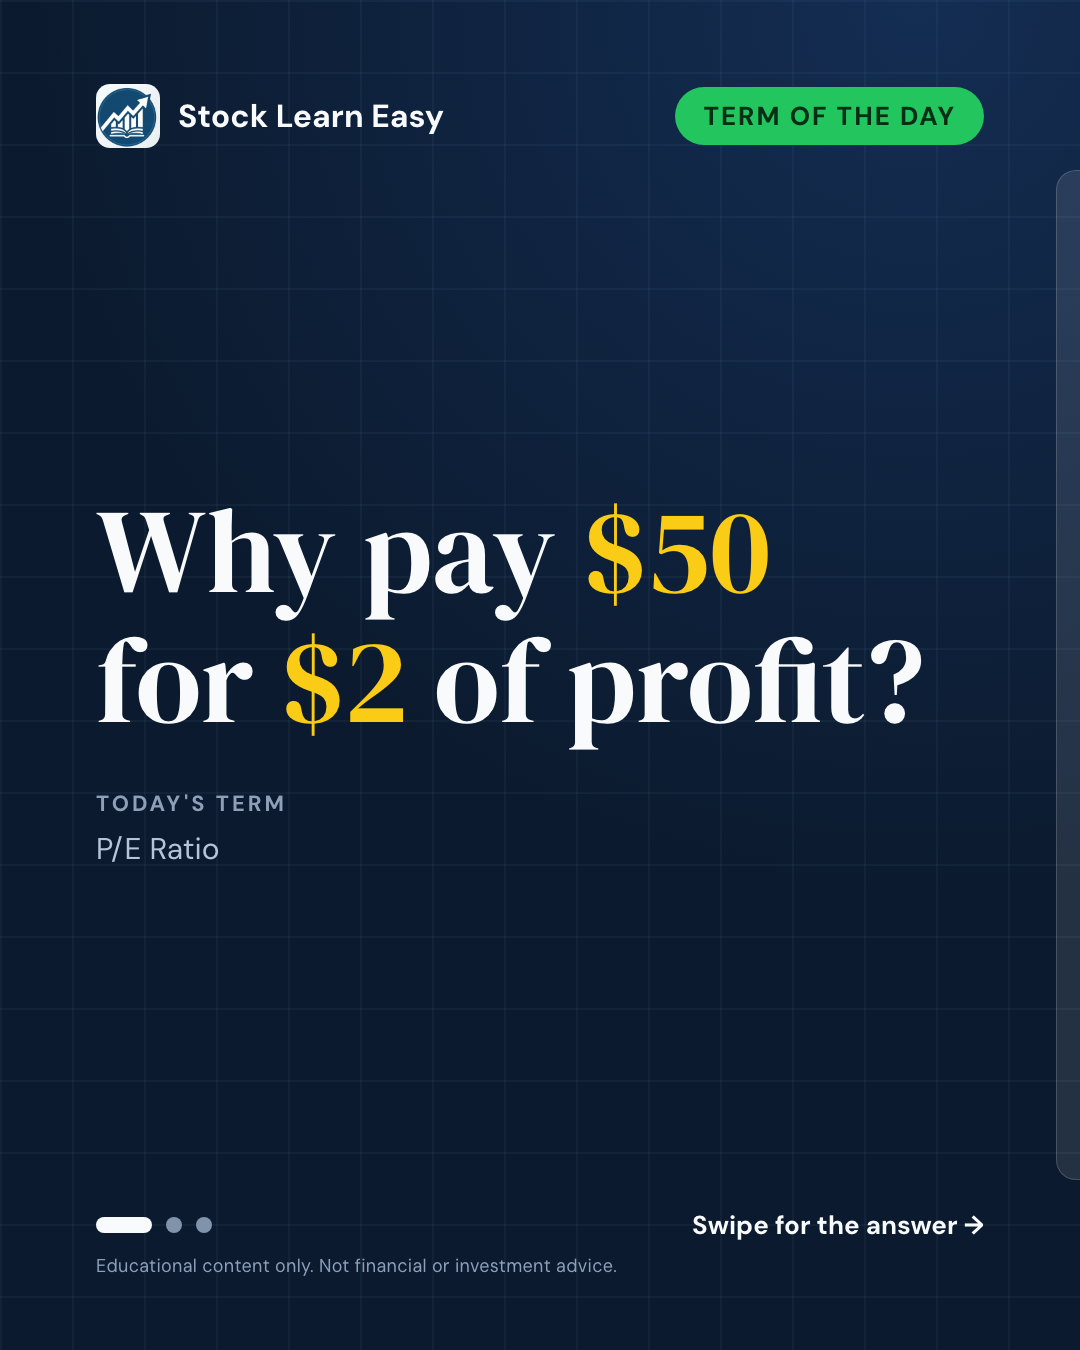 Stock Learn Easy
TERM OF THE DAY
Why pay $50
for $2 of profit?
TODAY'S TERM
P/E Ratio
Swipe for the answer →
Educational content only. Not financial or investment advice.